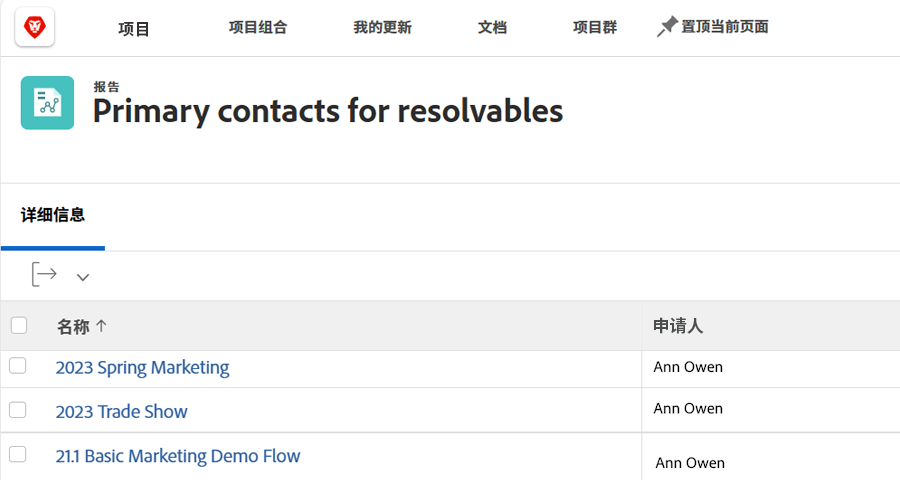 项目 项目组合 我的更新 文档 项目群 置顶当前页面
报告
Primary contacts for resolvables
详细信息
名称 ↑ 申请人
2023 Spring Marketing Ann Owen
2023 Trade Show Ann Owen
21.1 Basic Marketing Demo Flow Ann Owen